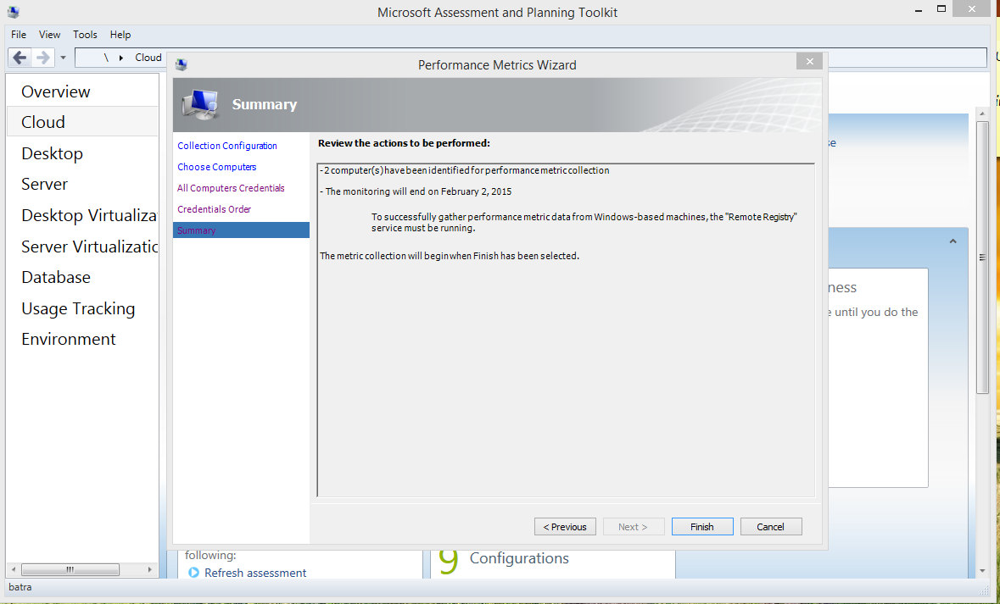 Microsoft Assessment and Planning Toolkit
File View Tools Help
\ Cloud
Overview
Cloud
Desktop
Server
Desktop Virtualiza
Server Virtualizatic
Database
Usage Tracking
Environment
batra
Performance Metrics Wizard
Summary
Collection Configuration
Choose Computers
All Computers Credentials
Credentials Order
Summary
Review the actions to be performed:
- 2 computer(s) have been identified for performance metric collection
- The monitoring will end on February 2, 2015
To successfully gather performance metric data from Windows-based machines, the "Remote Registry"
service must be running.
The metric collection will begin when Finish has been selected.
< Previous Next > Finish Cancel
se
ness
e until you do the
following:
Refresh assessment
9 Configurations